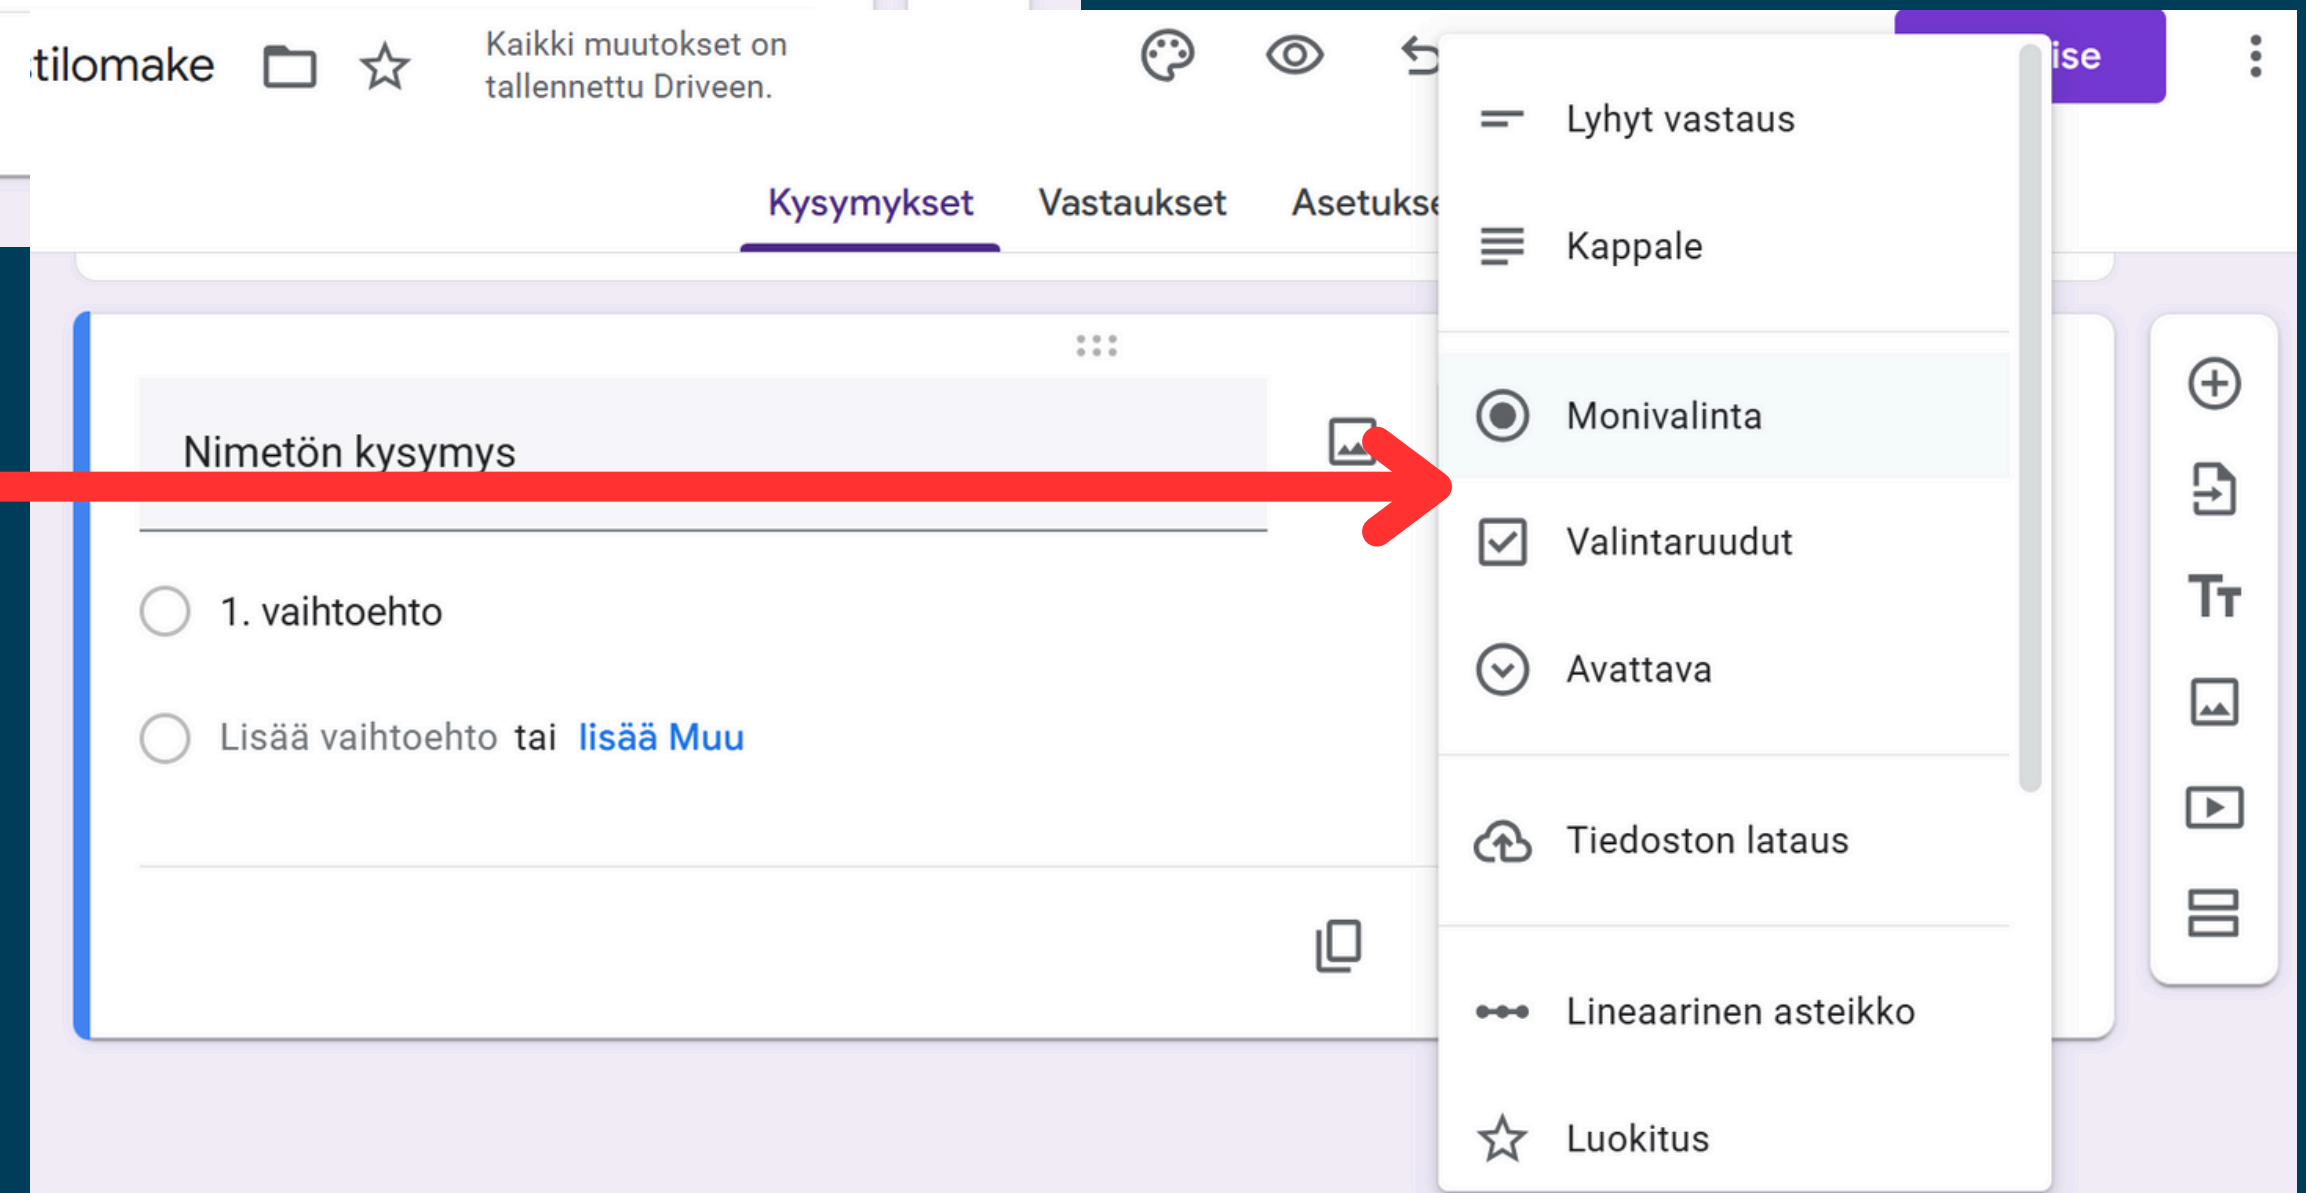 tilomake
Kaikki muutokset on
tallennettu Driveen.
ise
Kysymykset Vastaukset Asetukse
Nimetön kysymys
1. vaihtoehto
Lisää vaihtoehto tai lisää Muu
Lyhyt vastaus
Kappale
Monivalinta
Valintaruudut
Avattava
Tiedoston lataus
Lineaarinen asteikko
Luokitus